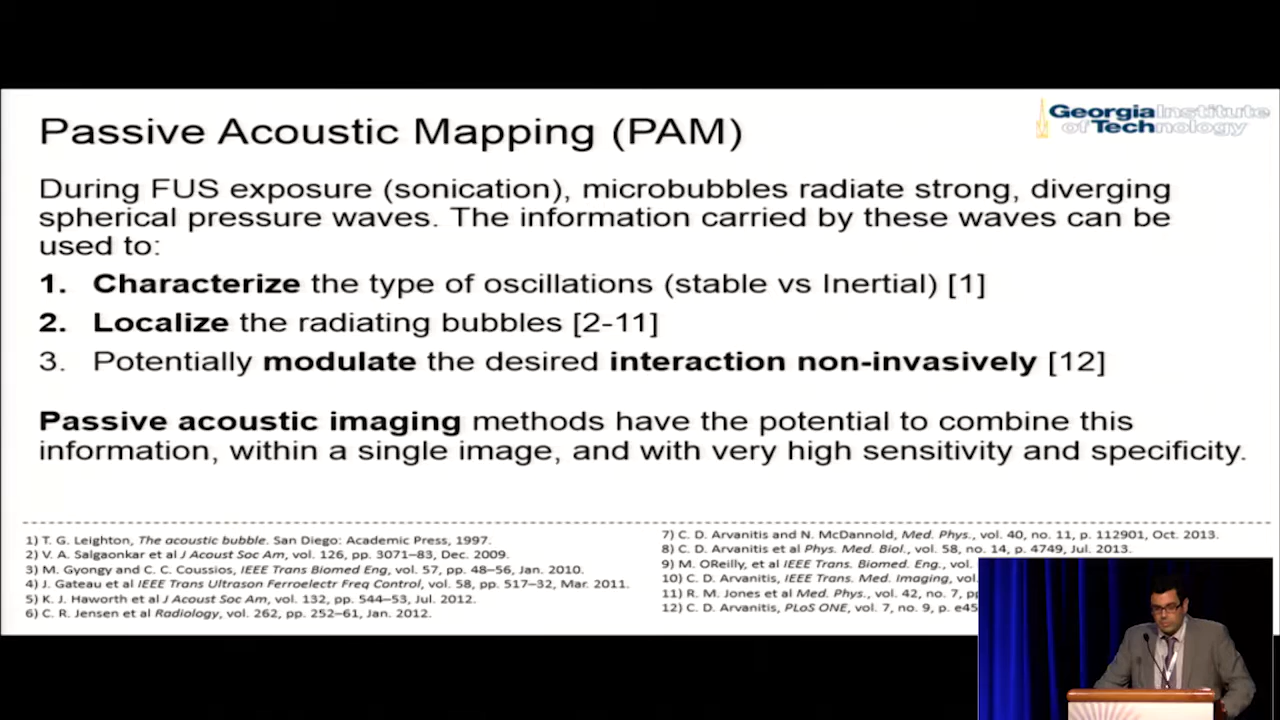 Passive Acoustic Mapping (PAM)
Georgia Institute
of Technology
During FUS exposure (sonication), microbubbles radiate strong, diverging
spherical pressure waves. The information carried by these waves can be
used to:
1. Characterize the type of oscillations (stable vs Inertial) [1]
2. Localize the radiating bubbles [2-11]
3. Potentially modulate the desired interaction non-invasively [12]
Passive acoustic imaging methods have the potential to combine this
information, within a single image, and with very high sensitivity and specificity.
1) T. G. Leighton, The acoustic bubble. San Diego: Academic Press, 1997.
2) V. A. Salgaonkar et al J Acoust Soc Am, vol. 126, pp. 3071–83, Dec. 2009.
3) M. Gyongy and C. C. Coussios, IEEE Trans Biomed Eng, vol. 57, pp. 48–56, Jan. 2010.
4) J. Gateau et al IEEE Trans Ultrason Ferroelectr Freq Control, vol. 58, pp. 517–32, Mar. 2011.
5) K. J. Haworth et al J Acoust Soc Am, vol. 132, pp. 544–53, Jul. 2012.
6) C. R. Jensen et al Radiology, vol. 262, pp. 252–61, Jan. 2012.
7) C. D. Arvanitis and N. McDannold, Med. Phys., vol. 40, no. 11, p. 112901, Oct. 2013.
8) C. D. Arvanitis et al Phys. Med. Biol., vol. 58, no. 14, p. 4749, Jul. 2013.
9) M. OReilly, et al IEEE Trans. Biomed. Eng., vol.
10) C. D. Arvanitis, IEEE Trans. Med. Imaging, vol.
11) R. M. Jones et al Med. Phys., vol. 42, no. 7, pp
12) C. D. Arvanitis, PLoS ONE, vol. 7, no. 9, p. e45